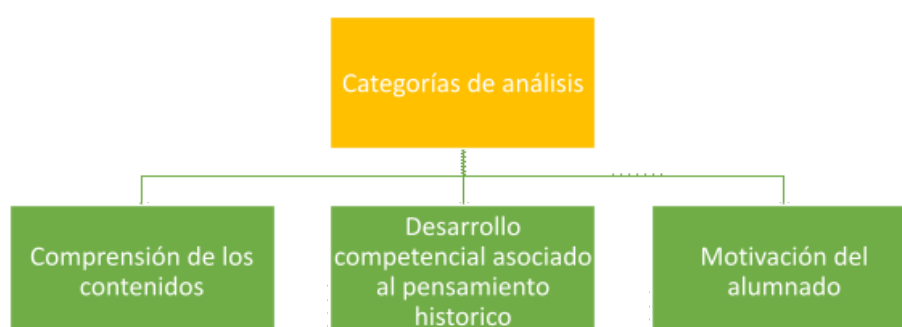 Categorías de análisis
Comprensión de los
contenidos
Desarrollo
competencial asociado
al pensamiento
historico
Motivación del
alumnado